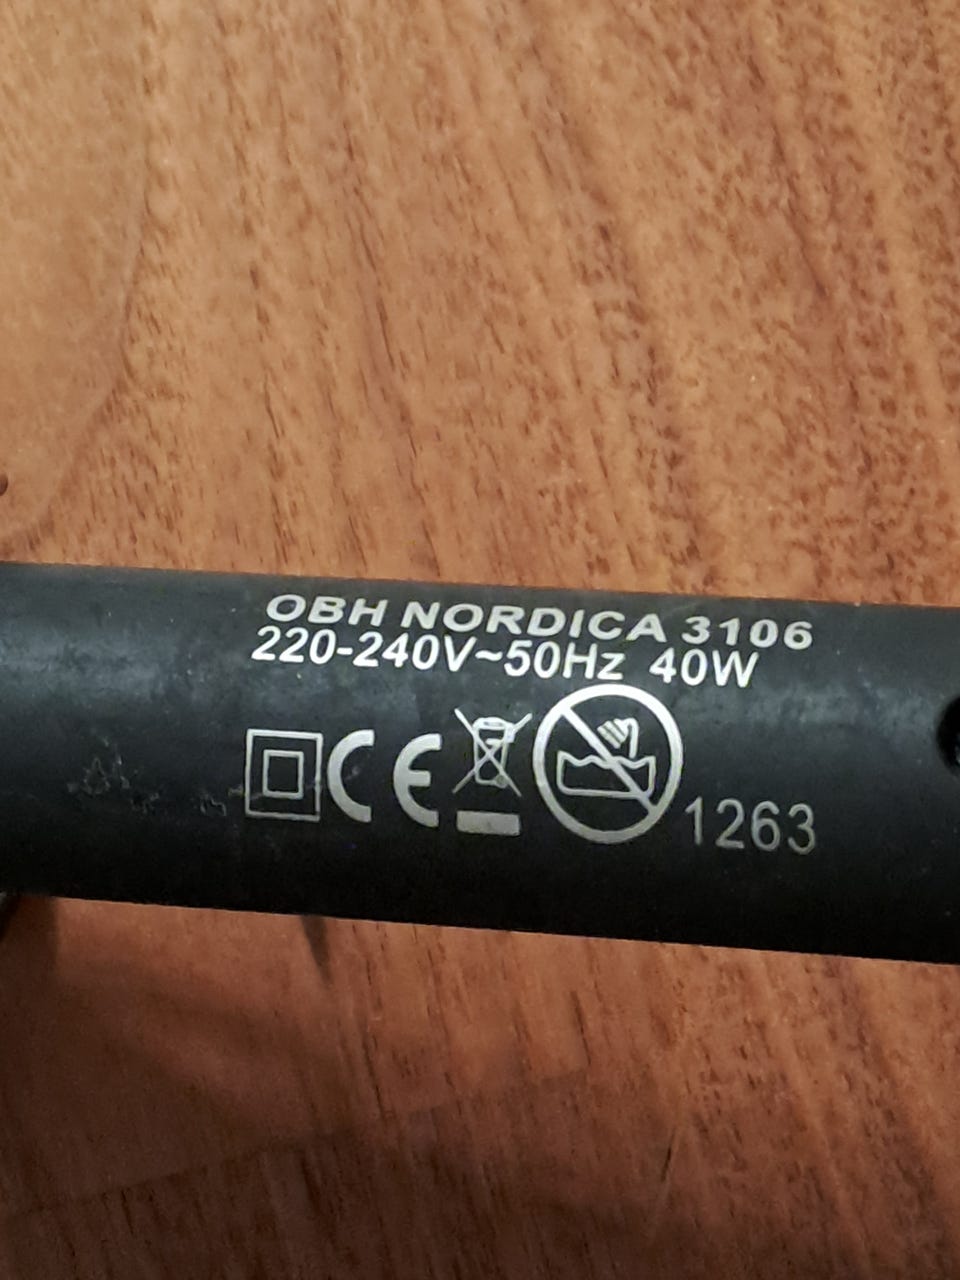 OBH NORDICA 3106
220-240V~50Hz 40W
CE
1263